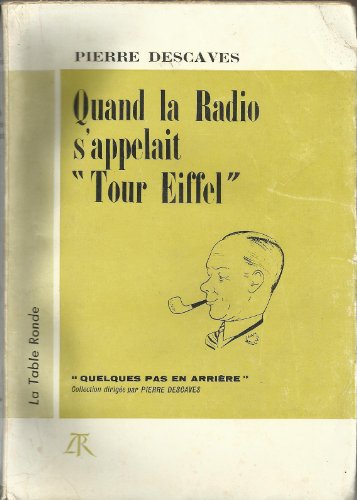 PIERRE DESCAVES
Quand la Radio
s'appelait
"Tour Eiffel"
La Table Ronde
"QUELQUES PAS EN ARRIÈRE"
Collection dirigée par PIERRE DESCAVES
TR